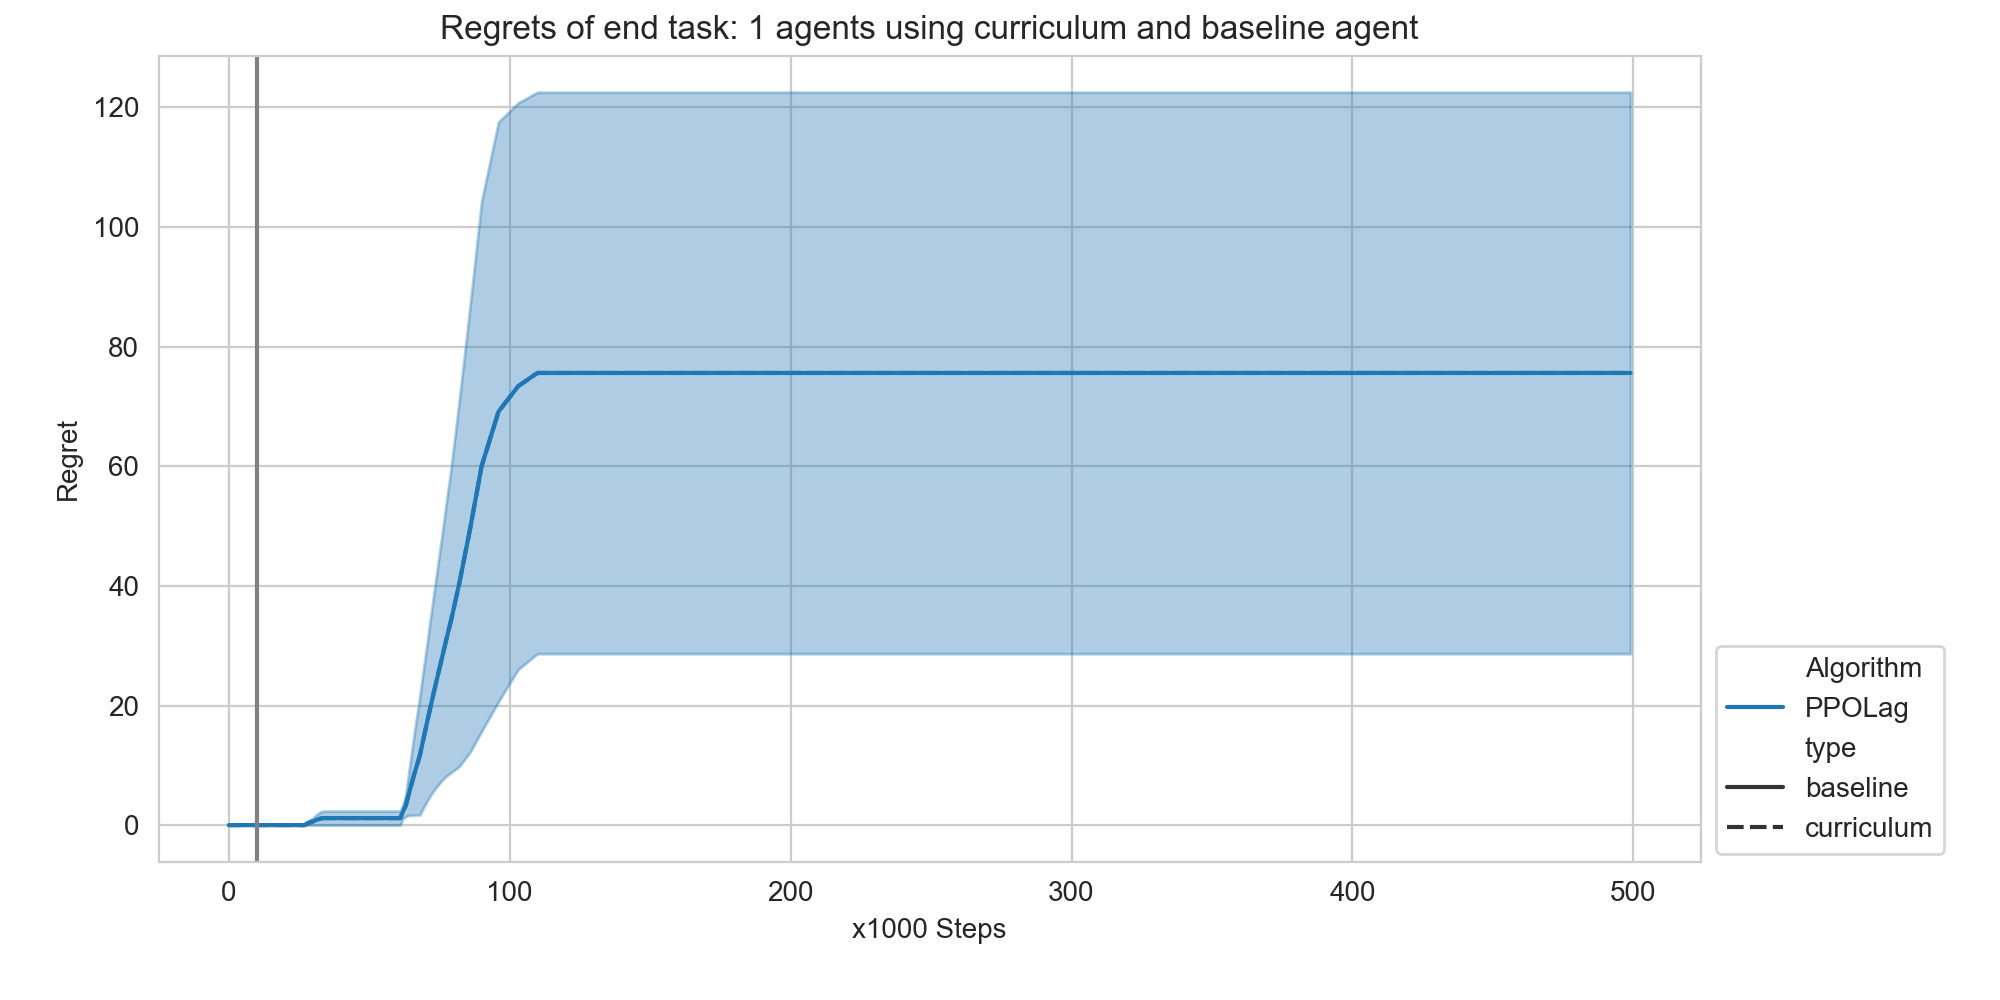 Regrets of end task: 1 agents using curriculum and baseline agent
120
100
80
60
40
20
0
Regret
0 100 200 300 400 500
x1000 Steps
Algorithm
PPOLag
type
baseline
curriculum